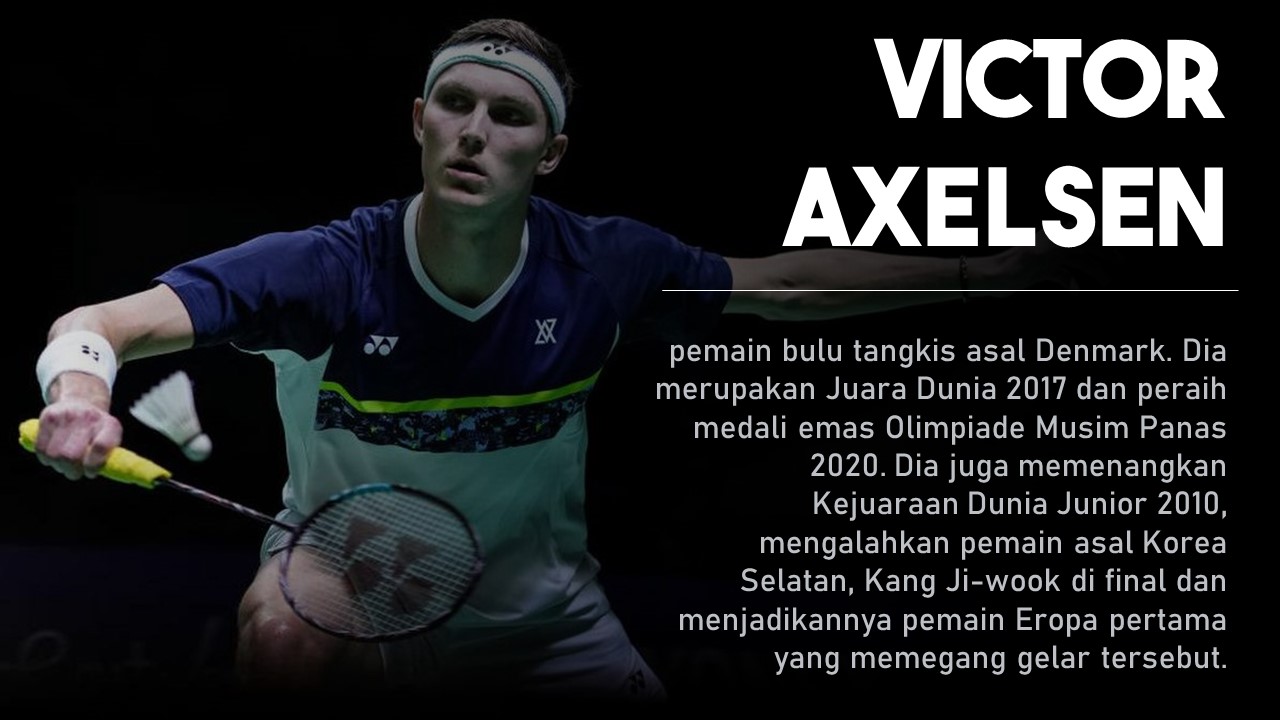 VICTOR
AXELSEN
pemain bulu tangkis asal Denmark. Dia
merupakan Juara Dunia 2017 dan peraih
medali emas Olimpiade Musim Panas
2020. Dia juga memenangkan
Kejuaraan Dunia Junior 2010,
mengalahkan pemain asal Korea
Selatan, Kang Ji-wook di final dan
menjadikannya pemain Eropa pertama
yang memegang gelar tersebut.